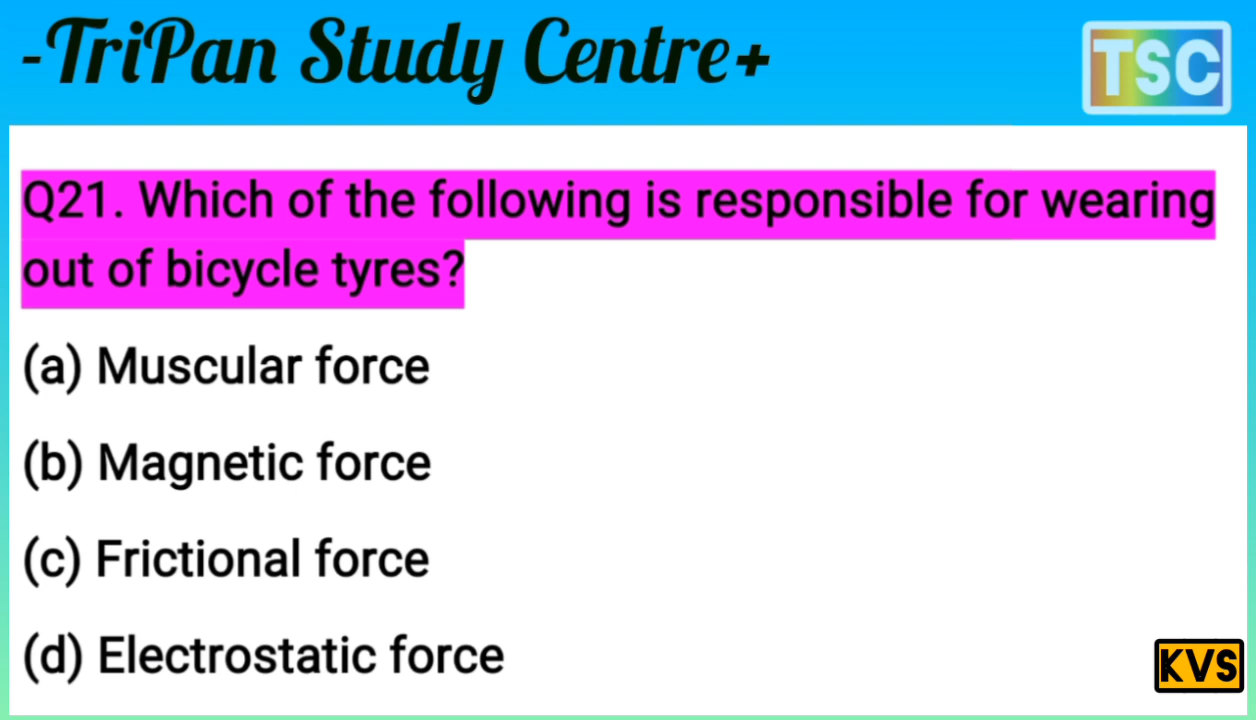 -TriPan Study Centre+
TSC
Q21. Which of the following is responsible for wearing
out of bicycle tyres?
(a) Muscular force
(b) Magnetic force
(c) Frictional force
(d) Electrostatic force
KVS